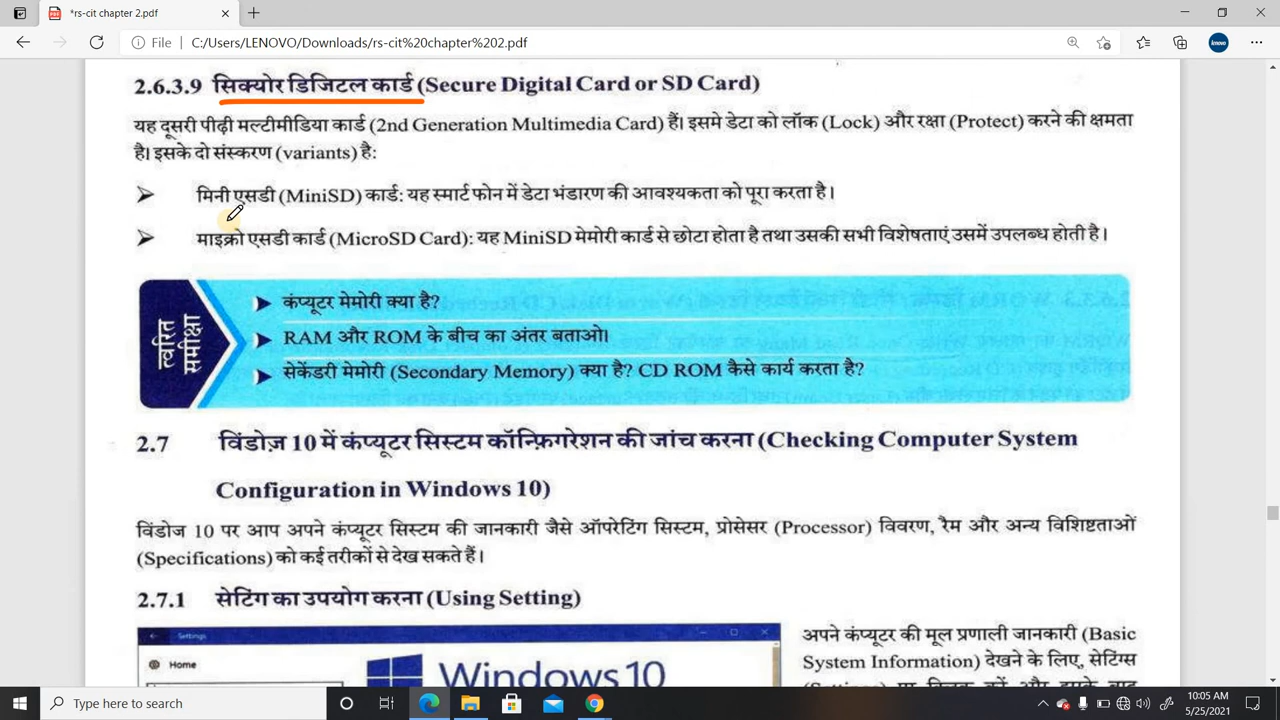 *rs-cit chapter 2.pdf
File C:/Users/LENOVO/Downloads/rs-cit%20chapter%202.pdf
2.6.3.9 सिक्योर डिजिटल कार्ड (Secure Digital Card or SD Card)
यह दूसरी पीढ़ी मल्टीमीडिया कार्ड (2nd Generation Multimedia Card) हैं। इसमे डेटा को लॉक (Lock) और रक्षा (Protect) करने की क्षमता
है। इसके दो संस्करण (variants) है:
मिनी एसडी (MiniSD) कार्ड: यह स्मार्ट फोन में डेटा भंडारण की आवश्यकता को पूरा करता है।
माइक्रो एसडी कार्ड (MicroSD Card): यह MiniSD मेमोरी कार्ड से छोटा होता है तथा उसकी सभी विशेषताएं उसमें उपलब्ध होती है।
त्वरित
समीक्षा
कंप्यूटर मेमोरी क्या है?
RAM और ROM के बीच का अंतर बताओ।
सेकेंडरी मेमोरी (Secondary Memory) क्या है? CD ROM कैसे कार्य करता है?
2.7 विंडोज़ 10 में कंप्यूटर सिस्टम कॉन्फ़िगरेशन की जांच करना (Checking Computer System
Configuration in Windows 10)
विंडोज 10 पर आप अपने कंप्यूटर सिस्टम की जानकारी जैसे ऑपरेटिंग सिस्टम, प्रोसेसर (Processor) विवरण, रैम और अन्य विशिष्टताओं
(Specifications) को कई तरीकों से देख सकते हैं।
2.7.1 सेटिंग का उपयोग करना (Using Setting)
Settings
Home
Windows 10
अपने कंप्यूटर की मूल प्रणाली जानकारी (Basic
System Information) देखने के लिए, सेटिंग्स
Type here to search
10:05 AM
5/25/2021